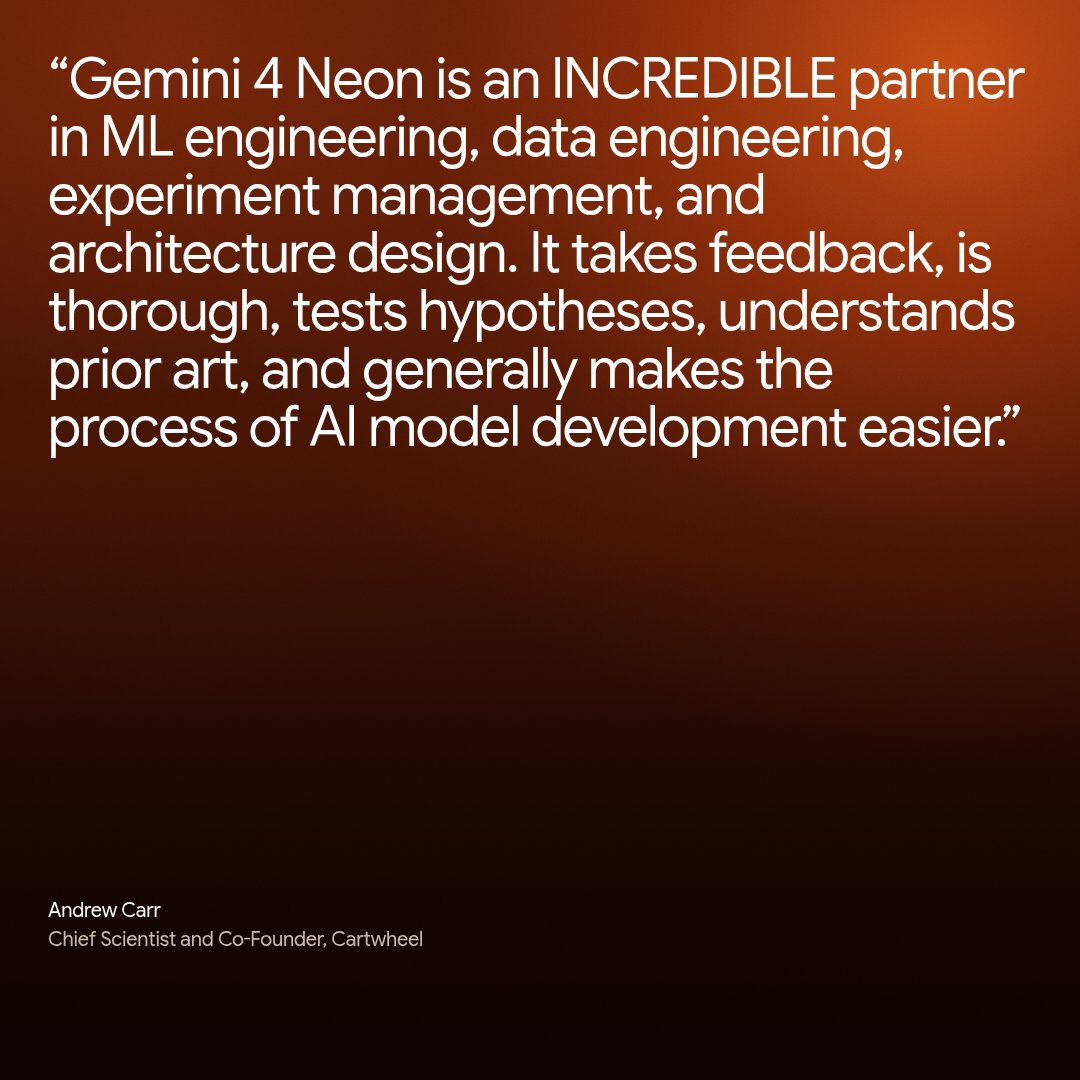 “Gemini 4 Neon is an INCREDIBLE partner
in ML engineering, data engineering,
experiment management, and
architecture design. It takes feedback, is
thorough, tests hypotheses, understands
prior art, and generally makes the
process of AI model development easier.”
Andrew Carr
Chief Scientist and Co-Founder, Cartwheel